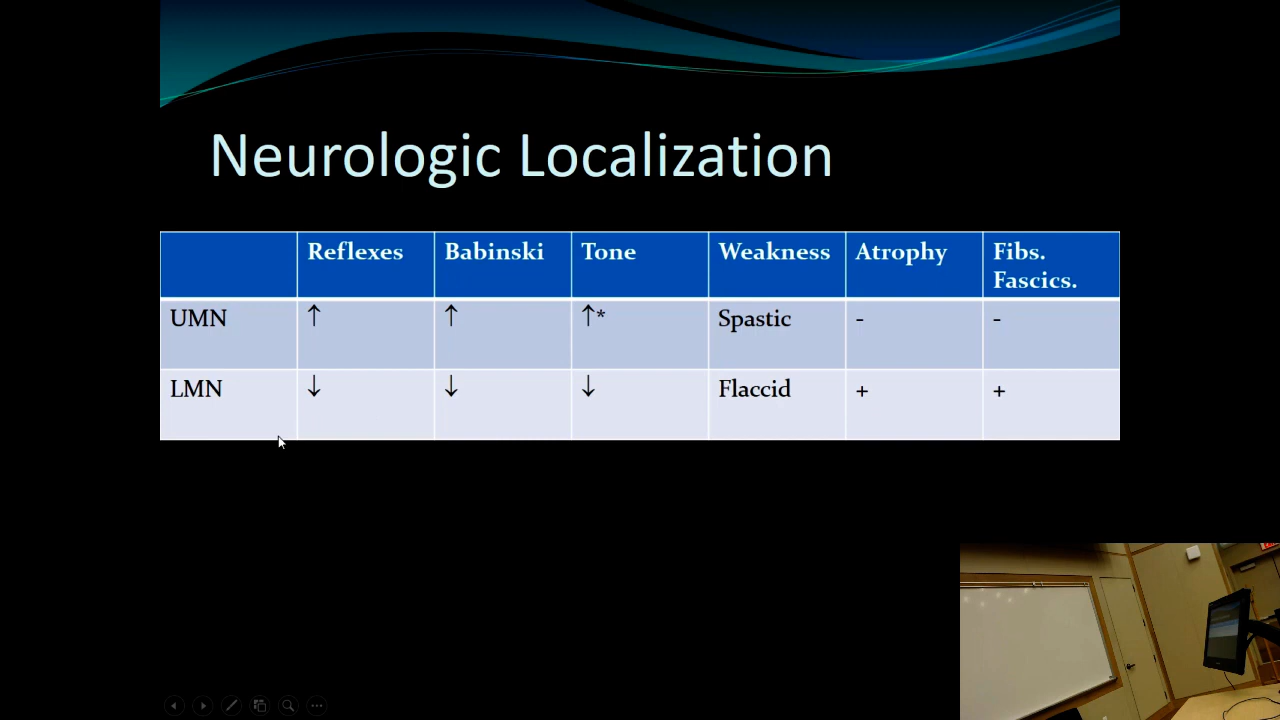 Neurologic Localization
Reflexes Babinski Tone Weakness Atrophy Fibs. Fascics.
UMN ↑ ↑ ↑* Spastic - -
LMN ↓ ↓ ↓ Flaccid + +